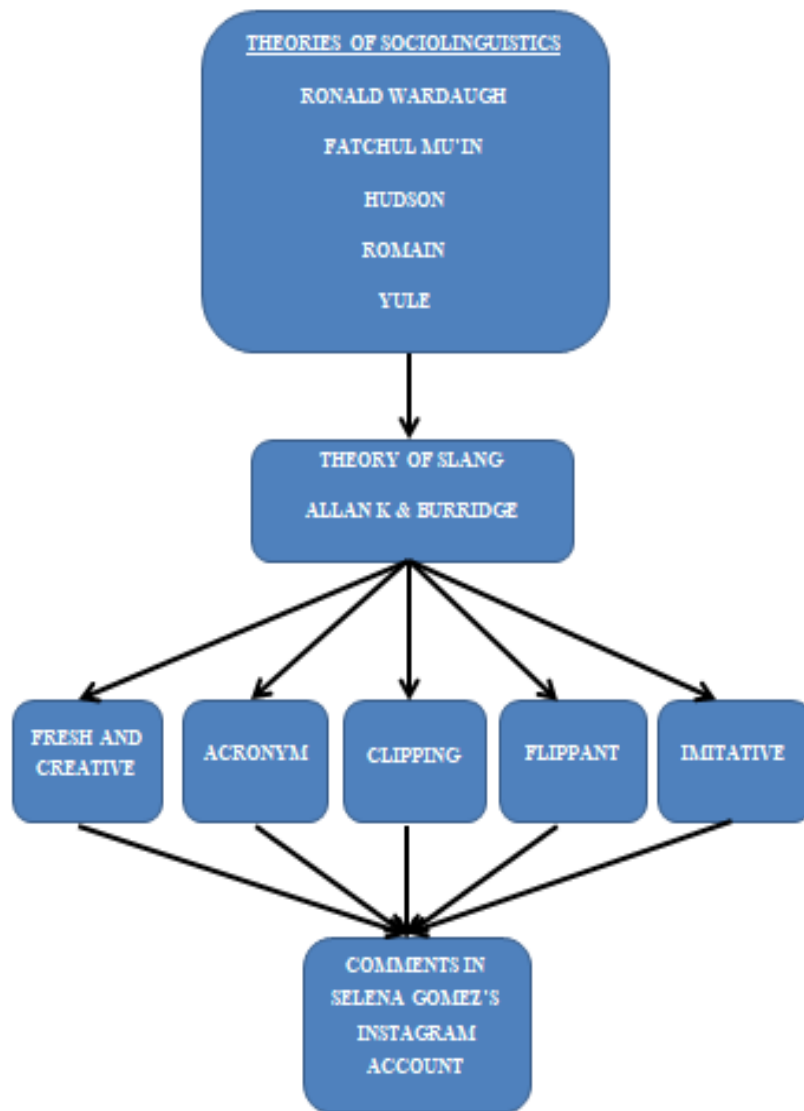 THEORIES OF SOCIOLINGUISTICS
RONALD WARDAUGH
FATCHUL MU'IN
HUDSON
ROMAIN
YULE
THEORY OF SLANG
ALLAN K & BURRIDGE
FRESH AND
CREATIVE
ACRONYM
CLIPPING
FLIPPANT
IMITATIVE
COMMENTS IN
SELENA GOMEZ'S
INSTAGRAM
ACCOUNT